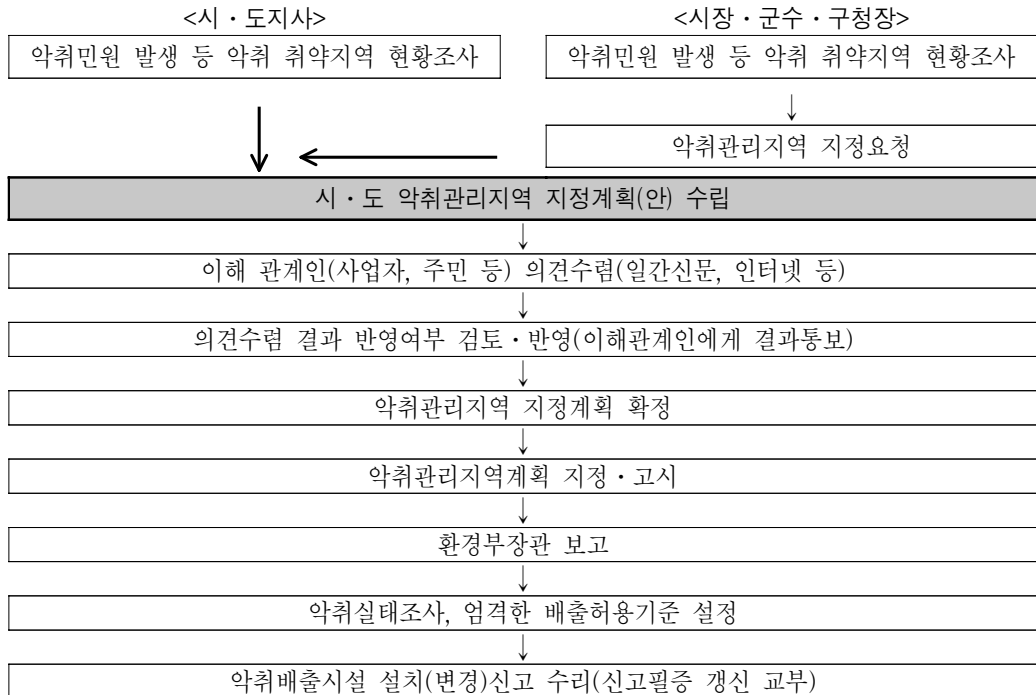 <시・도지사>
<시장・군수・구청장>
악취민원 발생 등 악취 취약지역 현황조사
악취민원 발생 등 악취 취약지역 현황조사
악취관리지역 지정요청
시・도 악취관리지역 지정계획(안) 수립
이해 관계인(사업자, 주민 등) 의견수렴(일간신문, 인터넷 등)
의견수렴 결과 반영여부 검토・반영(이해관계인에게 결과통보)
악취관리지역 지정계획 확정
악취관리지역계획 지정・고시
환경부장관 보고
악취실태조사, 엄격한 배출허용기준 설정
악취배출시설 설치(변경)신고 수리(신고필증 갱신 교부)